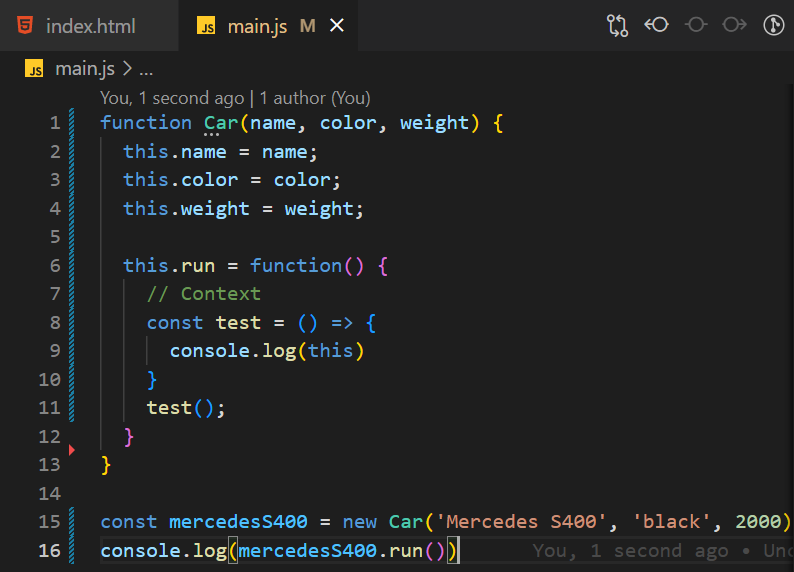 index.html
JS main.js M
JS main.js > ...
You, 1 second ago | 1 author (You)
1 function Car(name, color, weight) {
2   this.name = name;
3   this.color = color;
4   this.weight = weight;
5
6   this.run = function() {
7     // Context
8     const test = () => {
9       console.log(this)
10     }
11     test();
12   }
13 }
14
15 const mercedesS400 = new Car('Mercedes S400', 'black', 2000)
16 console.log(mercedesS400.run()) You, 1 second ago • Unc